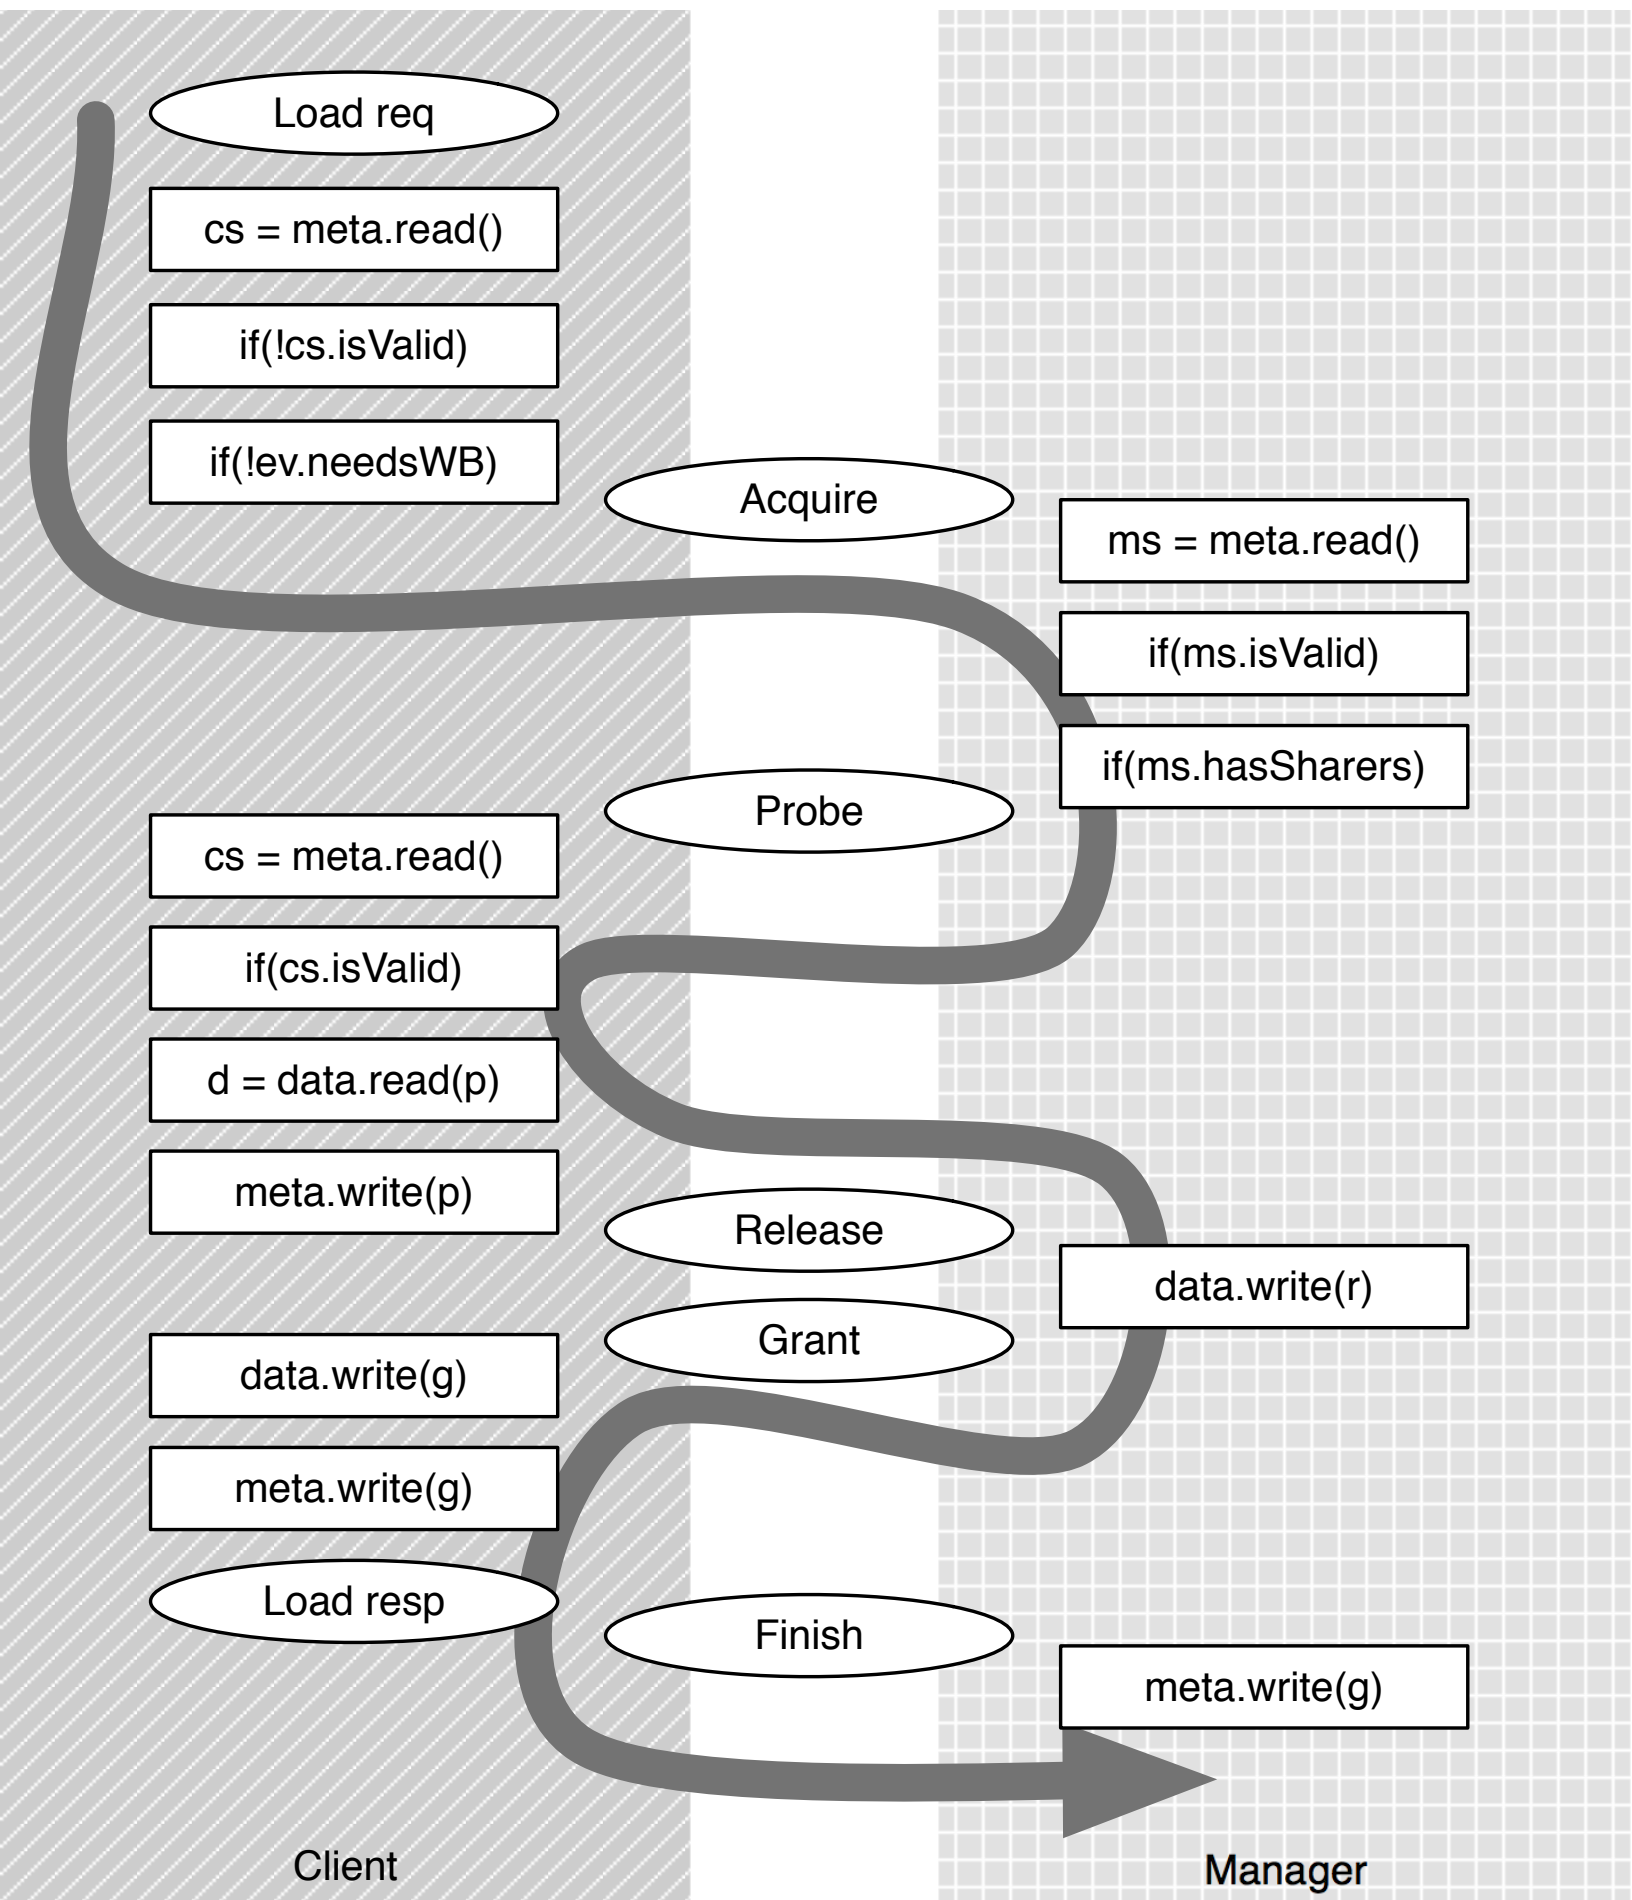 Load req
cs = meta.read()
if(!cs.isValid)
if(!ev.needsWB)
Acquire
ms = meta.read()
if(ms.isValid)
if(ms.hasSharers)
Probe
cs = meta.read()
if(cs.isValid)
d = data.read(p)
meta.write(p)
Release
data.write(r)
Grant
data.write(g)
meta.write(g)
Load resp
Finish
meta.write(g)
Client
Manager